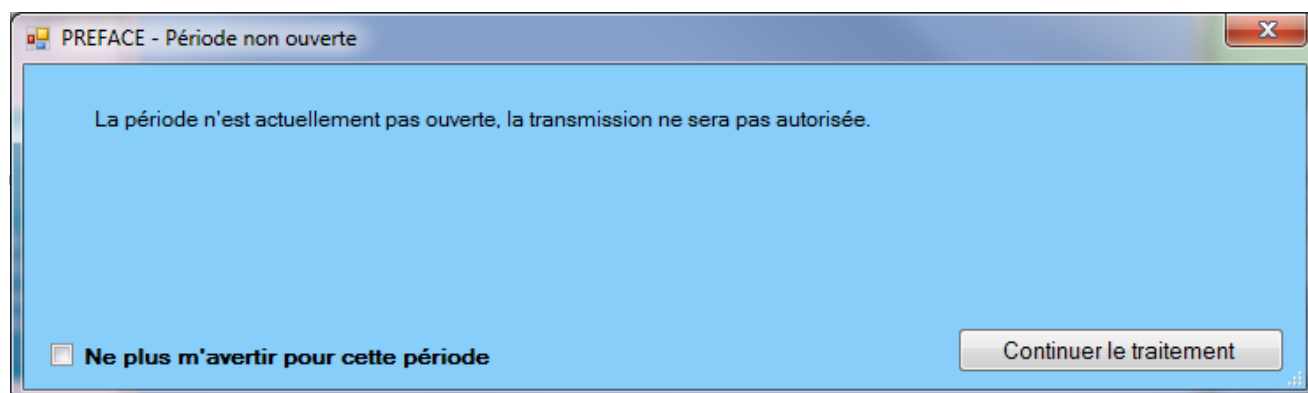 PREFACE - Période non ouverte
La période n'est actuellement pas ouverte, la transmission ne sera pas autorisée.
Ne plus m'avertir pour cette période
Continuer le traitement